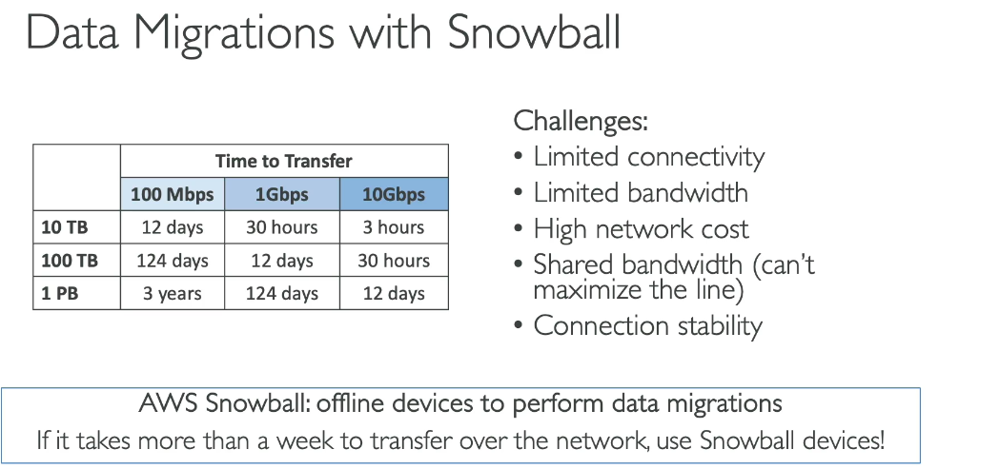 Data Migrations with Snowball
Time to Transfer
100 Mbps 1Gbps 10Gbps
10 TB 12 days 30 hours 3 hours
100 TB 124 days 12 days 30 hours
1 PB 3 years 124 days 12 days
Challenges:
• Limited connectivity
• Limited bandwidth
• High network cost
• Shared bandwidth (can't
maximize the line)
• Connection stability
AWS Snowball: offline devices to perform data migrations
If it takes more than a week to transfer over the network, use Snowball devices!